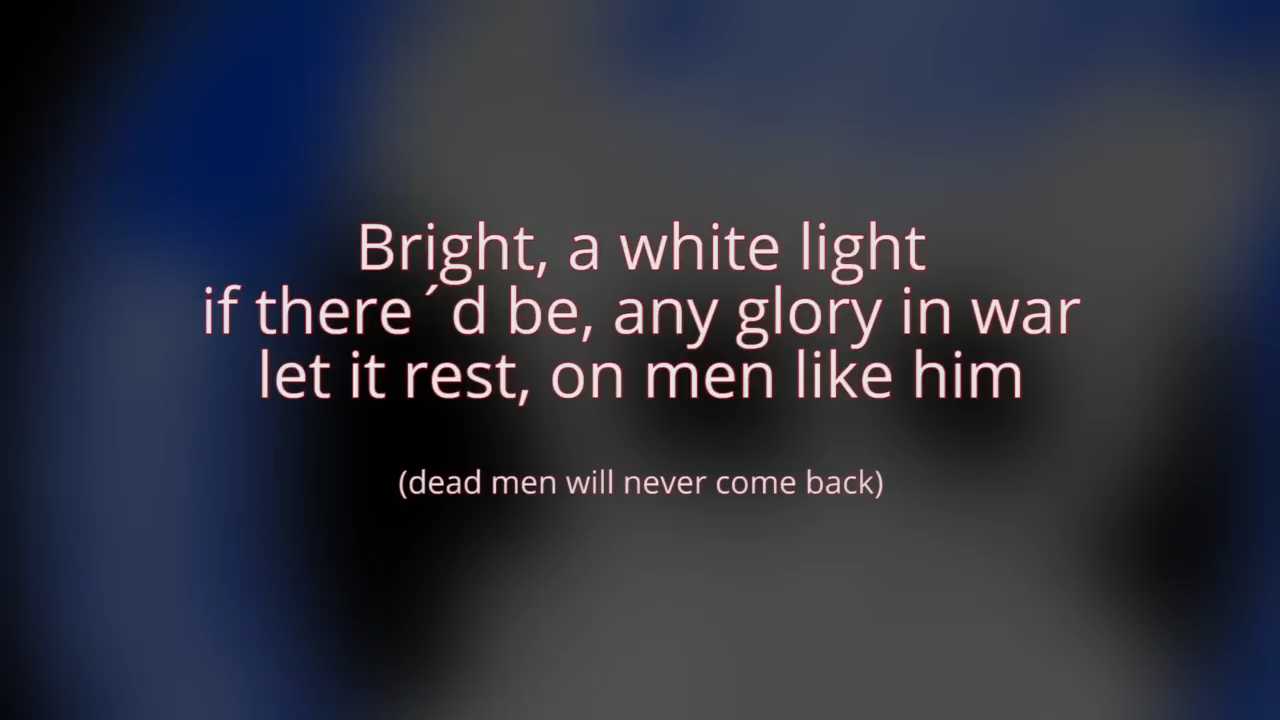 Bright, a white light
if there´d be, any glory in war
let it rest, on men like him
(dead men will never come back)